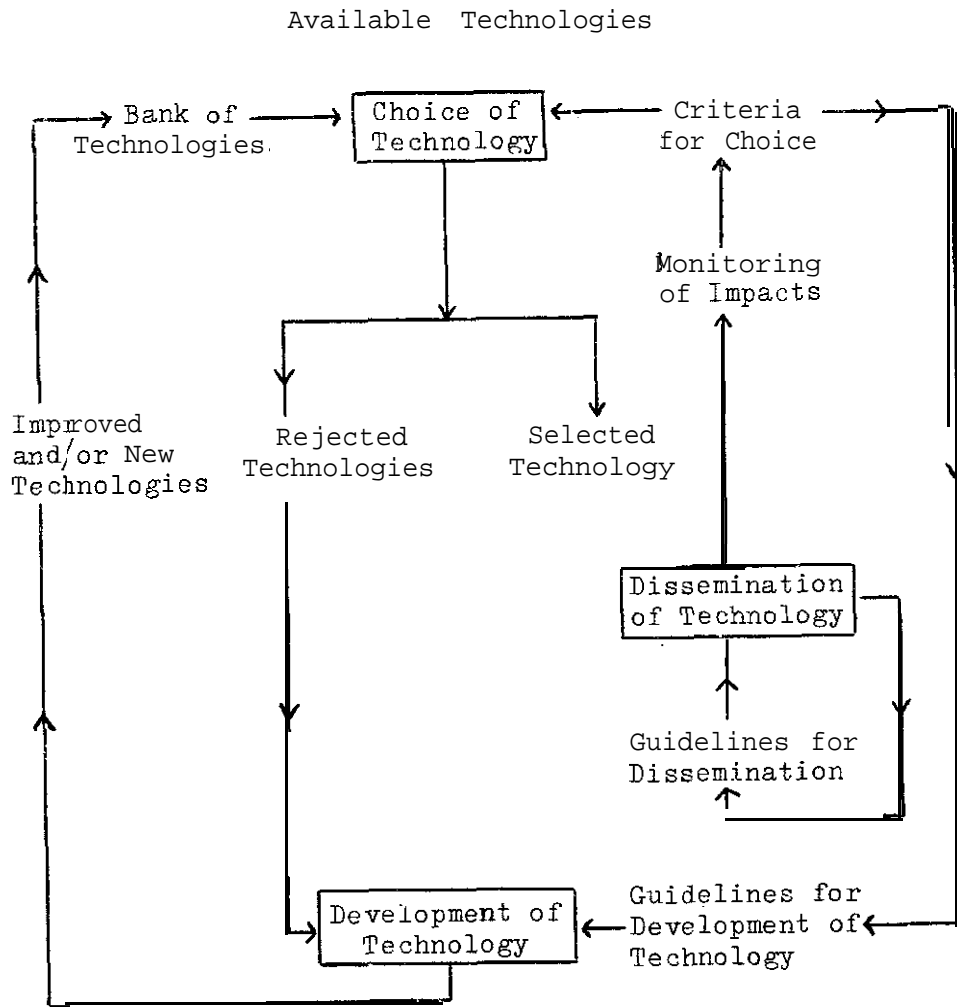 Available Technologies
Bank of
Technologies
Choice of
Technology
Criteria
for Choice
Monitoring
of Impacts
Improved
and/or New
Technologies
Rejected
Technologies
Selected
Technology
Dissemination
of Technology
Guidelines for
Dissemination
Development of
Technology
Guidelines for
Development of
Technology